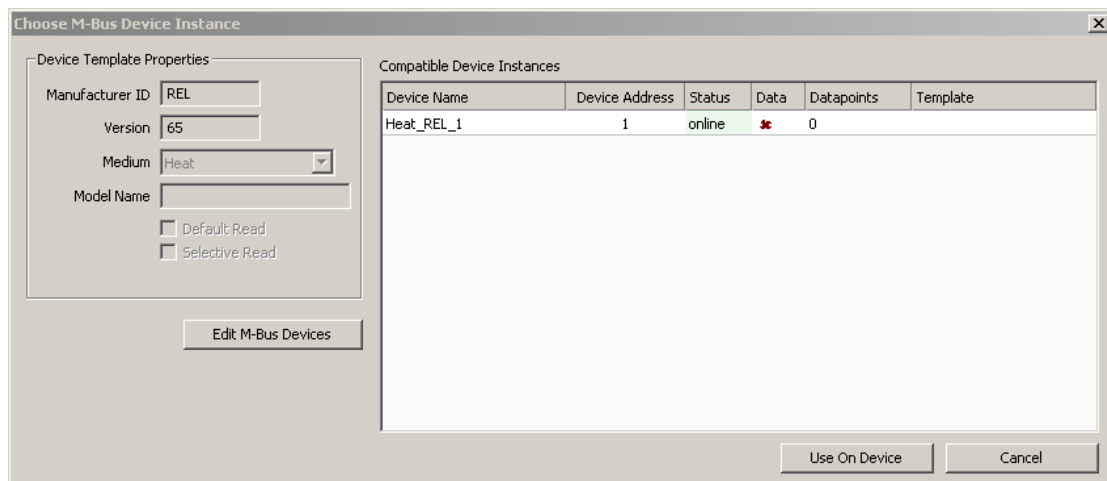 Choose M-Bus Device Instance
Device Template Properties
Manufacturer ID REL
Version 65
Medium Heat
Model Name
Default Read
Selective Read
Edit M-Bus Devices
Compatible Device Instances
Device Name Device Address Status Data Datapoints Template
Heat_REL_1 1 online 0
Use On Device Cancel